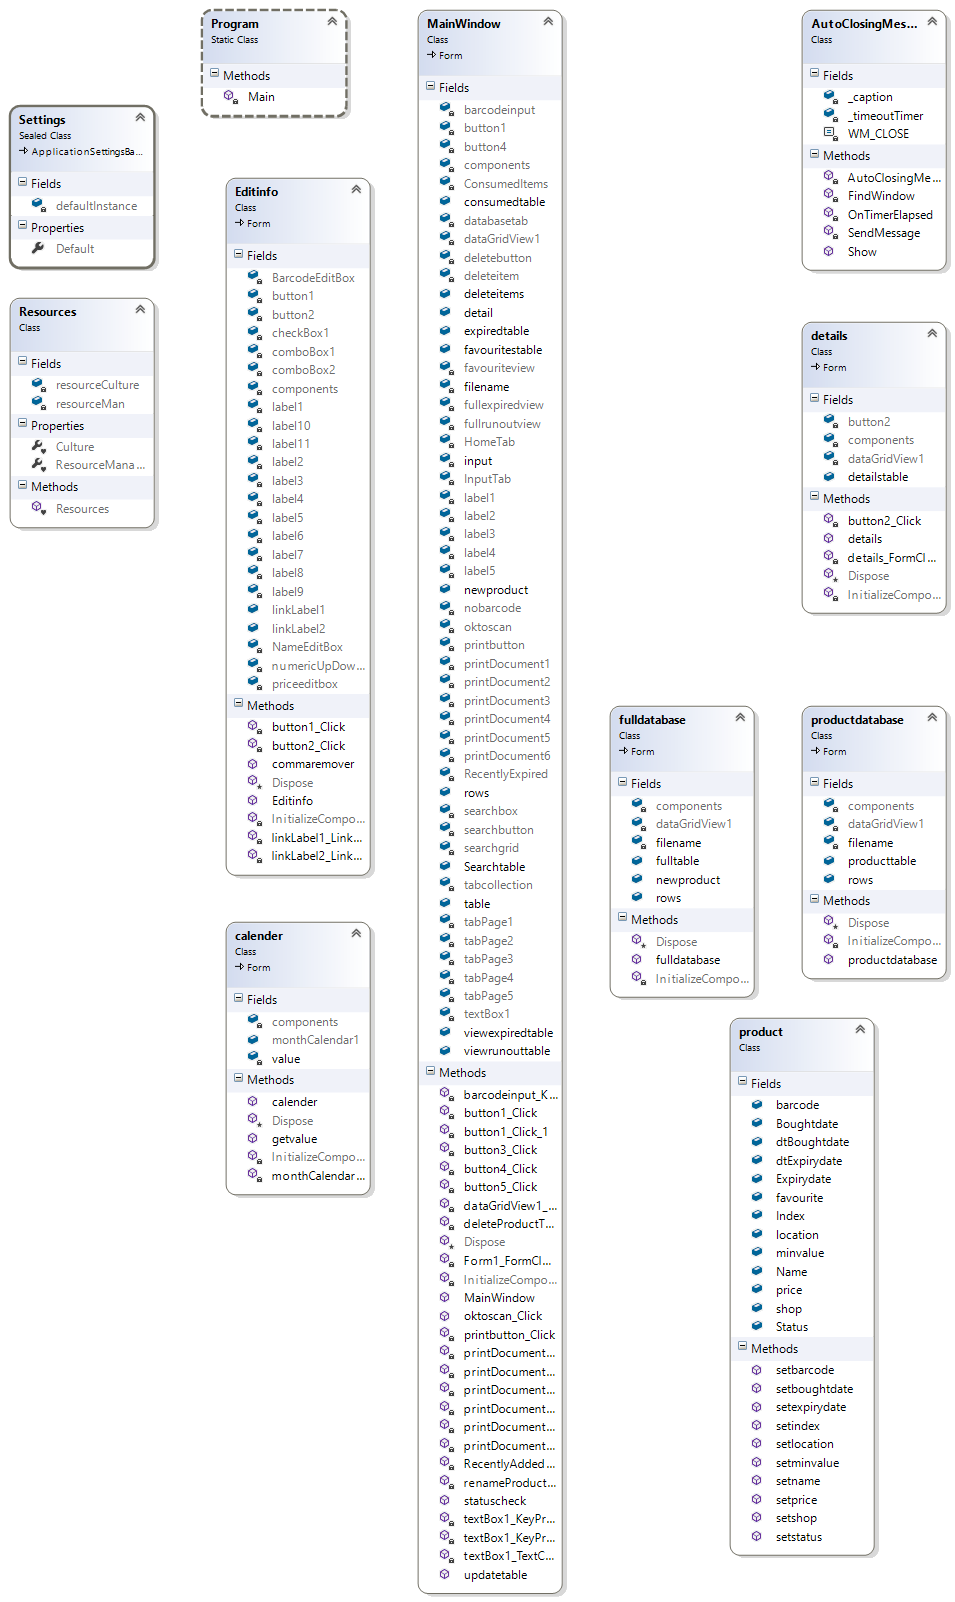 Program
Static Class
Methods
Main
Settings
Sealed Class
ApplicationSettingsBa...
Fields
defaultInstance
Properties
Default
Resources
Class
Fields
resourceCulture
resourceMan
Properties
Culture
ResourceMana...
Methods
Resources
Editinfo
Class
Form
Fields
BarcodeEditBox
button1
button2
checkBox1
comboBox1
comboBox2
components
label1
label10
label11
label2
label3
label4
label5
label6
label7
label8
label9
linkLabel1
linkLabel2
NameEditBox
numericUpDow...
priceeditbox
Methods
button1_Click
button2_Click
commaremover
Dispose
Editinfo
InitializeCompo...
linkLabel1_Link...
linkLabel2_Link...
calender
Class
Form
Fields
components
monthCalendar1
value
Methods
calender
Dispose
getvalue
InitializeCompo...
monthCalendar...
MainWindow
Class
Form
Fields
barcodeinput
button1
button4
components
ConsumedItems
consumedtable
databasetab
dataGridView1
deletebutton
deleteitem
deleteitems
detail
expiredtable
favouritestable
favouriteview
filename
fullexpiredview
fullrunoutview
HomeTab
input
InputTab
label1
label2
label3
label4
label5
newproduct
nobarcode
oktoscan
printbutton
printDocument1
printDocument2
printDocument3
printDocument4
printDocument5
printDocument6
RecentlyExpired
rows
searchbox
searchbutton
searchgrid
Searchtable
tabcollection
table
tabPage1
tabPage2
tabPage3
tabPage4
tabPage5
textBox1
viewexpiredtable
viewrunouttable
Methods
barcodeinput_K...
button1_Click
button1_Click_1
button3_Click
button4_Click
button5_Click
dataGridView1_...
deleteProductT...
Dispose
Form1_FormCl...
InitializeCompo...
MainWindow
oktoscan_Click
printbutton_Click
printDocument...
printDocument...
printDocument...
printDocument...
printDocument...
printDocument...
RecentlyAdded...
renameProduct...
statuscheck
textBox1_KeyPr...
textBox1_KeyPr...
textBox1_TextC...
updatetable
AutoClosingMes...
Class
Fields
_caption
_timeoutTimer
WM_CLOSE
Methods
AutoClosingMe...
FindWindow
OnTimerElapsed
SendMessage
Show
details
Class
Form
Fields
button2
components
dataGridView1
detailstable
Methods
button2_Click
details
details_FormCl...
Dispose
InitializeCompo...
fulldatabase
Class
Form
Fields
components
dataGridView1
filename
fulltable
newproduct
rows
Methods
Dispose
fulldatabase
InitializeCompo...
productdatabase
Class
Form
Fields
components
dataGridView1
filename
producttable
rows
Methods
Dispose
InitializeCompo...
productdatabase
product
Class
Fields
barcode
Boughtdate
dtBoughtdate
dtExpirydate
Expirydate
favourite
Index
location
minvalue
Name
price
shop
Status
Methods
setbarcode
setboughtdate
setexpirydate
setindex
setlocation
setminvalue
setname
setprice
setshop
setstatus